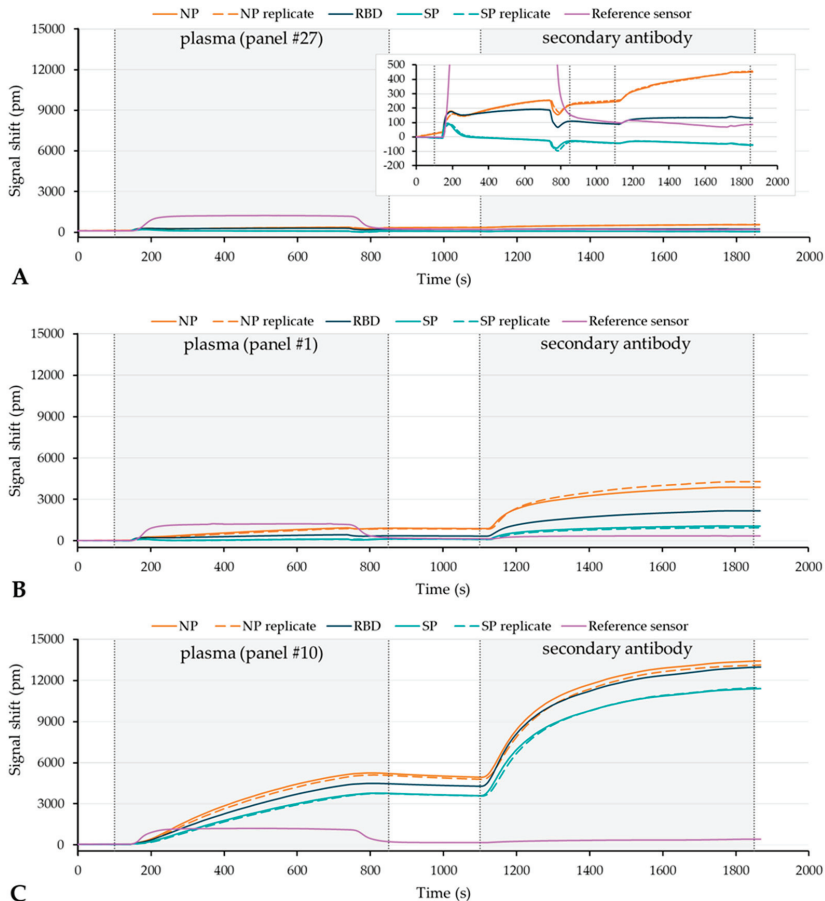 NP NP replicate RBD SP SP replicate Reference sensor
15000 plasma (panel #27) secondary antibody
12000
9000
6000
3000
0
Signal shift (pm)
500
400
300
200
100
0
-100
-200
0 200 400 600 800 1000 1200 1400 1600 1800 2000
0 200 400 600 800 1000 1200 1400 1600 1800 2000
Time (s)
A
NP NP replicate RBD SP SP replicate Reference sensor
15000 plasma (panel #1) secondary antibody
12000
9000
6000
3000
0
Signal shift (pm)
0 200 400 600 800 1000 1200 1400 1600 1800 2000
Time (s)
B
NP NP replicate RBD SP SP replicate Reference sensor
15000 plasma (panel #10) secondary antibody
12000
9000
6000
3000
0
Signal shift (pm)
0 200 400 600 800 1000 1200 1400 1600 1800 2000
Time (s)
C